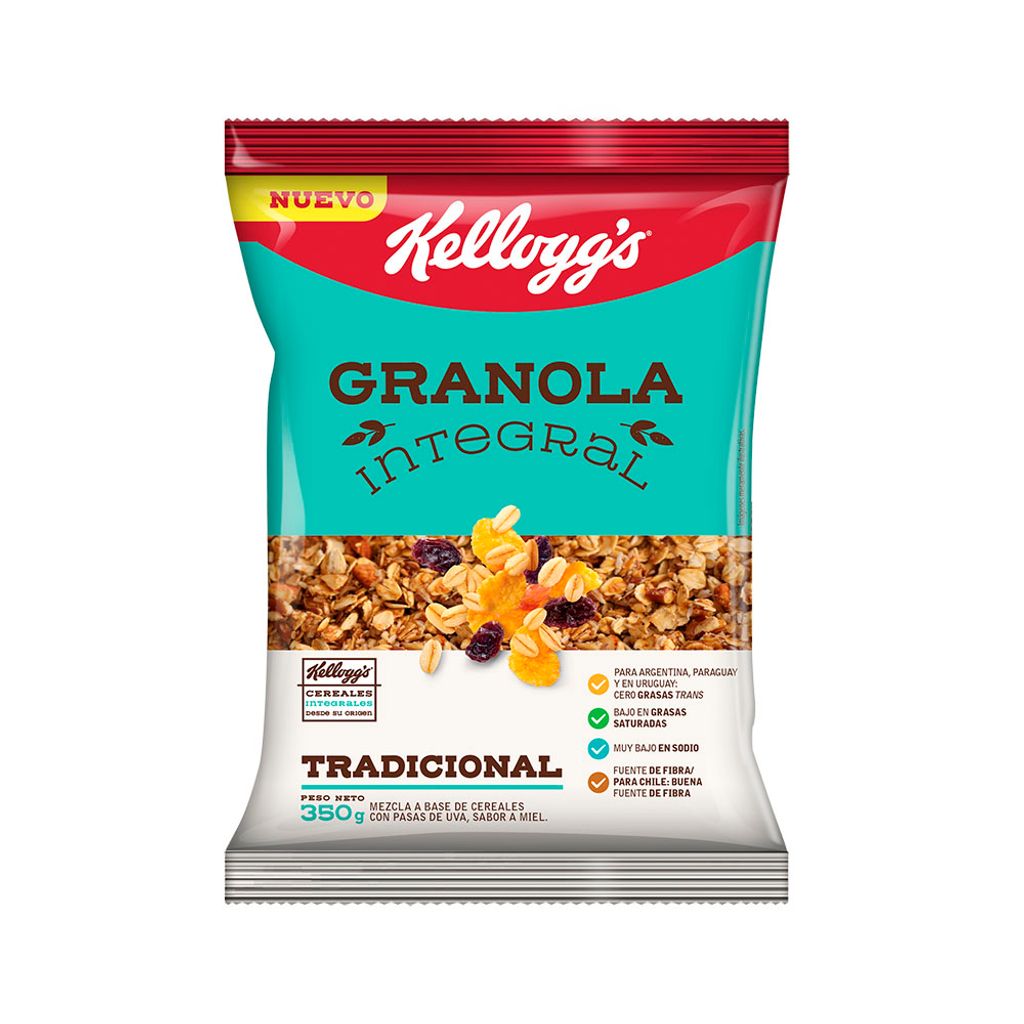 NUEVO
Kellogg's®
GRANOLA
INTEGRAL
Kellogg's
CEREALES
INTEGRALES
DESDE SU ORIGEN
PARA ARGENTINA, PARAGUAY
Y EN URUGUAY:
CERO GRASAS TRANS
BAJO EN GRASAS
SATURADAS
MUY BAJO EN SODIO
FUENTE DE FIBRA/
PARA CHILE: BUENA
FUENTE DE FIBRA
TRADICIONAL
PESO NETO
350g
MEZCLA A BASE DE CEREALES
CON PASAS DE UVA, SABOR A MIEL.